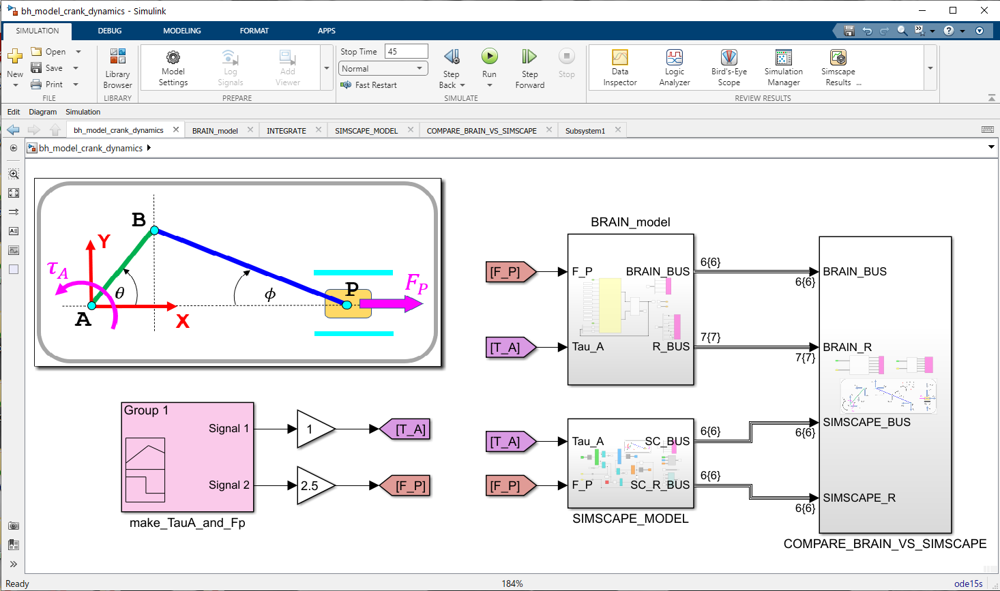 bh_model_crank_dynamics - Simulink
SIMULATION DEBUG MODELING FORMAT APPS
New
Open
Save
Print
FILE
Library Browser
LIBRARY
Model Settings
Log Signals
Add Viewer
PREPARE
Stop Time 45
Normal
Fast Restart
Step Back
Run
Step Forward
Stop
SIMULATE
Data Inspector
Logic Analyzer
Bird's-Eye Scope
Simulation Manager
Simscape Results ...
REVIEW RESULTS
Edit Diagram Simulation
bh_model_crank_dynamics BRAIN_model INTEGRATE SIMSCAPE_MODEL COMPARE_BRAIN_VS_SIMSCAPE Subsystem1
bh_model_crank_dynamics
B
Y
τA
θ
A
X
ϕ
P
FP
Group 1
Signal 1
Signal 2
make_TauA_and_Fp
1
[T_A]
2.5
[F_P]
BRAIN_model
[F_P]
F_P
BRAIN_BUS
[T_A]
Tau_A
R_BUS
6{6}
6{6}
7{7}
7{7}
[T_A]
Tau_A
SC_BUS
[F_P]
F_P
SC_R_BUS
SIMSCAPE_MODEL
6{6}
6{6}
6{6}
6{6}
BRAIN_BUS
BRAIN_R
SIMSCAPE_BUS
SIMSCAPE_R
COMPARE_BRAIN_VS_SIMSCAPE
Ready
184%
ode15s